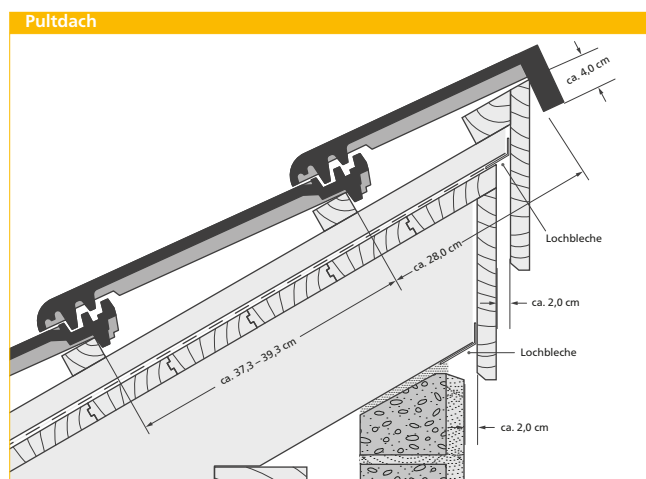 Pultdach
ca. 4,0 cm
Lochbleche
ca. 28,0 cm
ca. 2,0 cm
ca. 37,3 – 39,3 cm
Lochbleche
ca. 2,0 cm